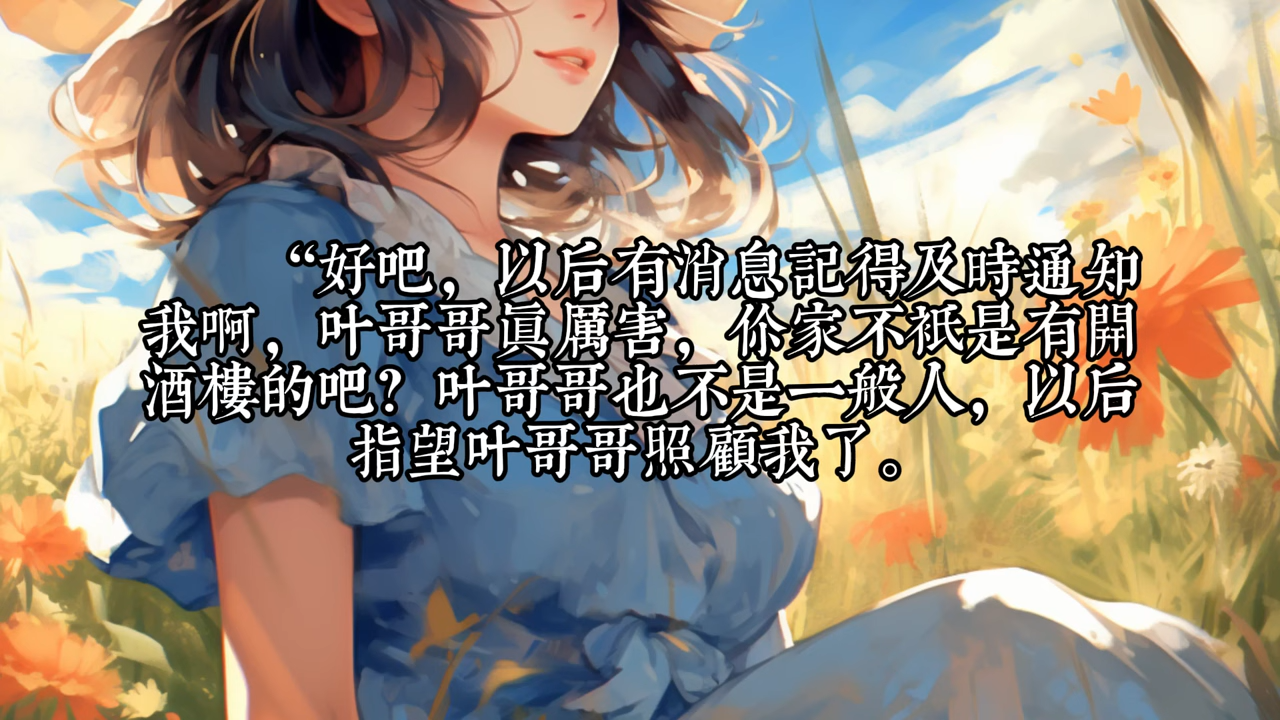 “好吧，以后有消息記得及時通知
我啊，叶哥哥眞厲害，伱家不祇是有開
酒樓的吧？叶哥哥也不是一般人，以后
指望叶哥哥照顧我了。